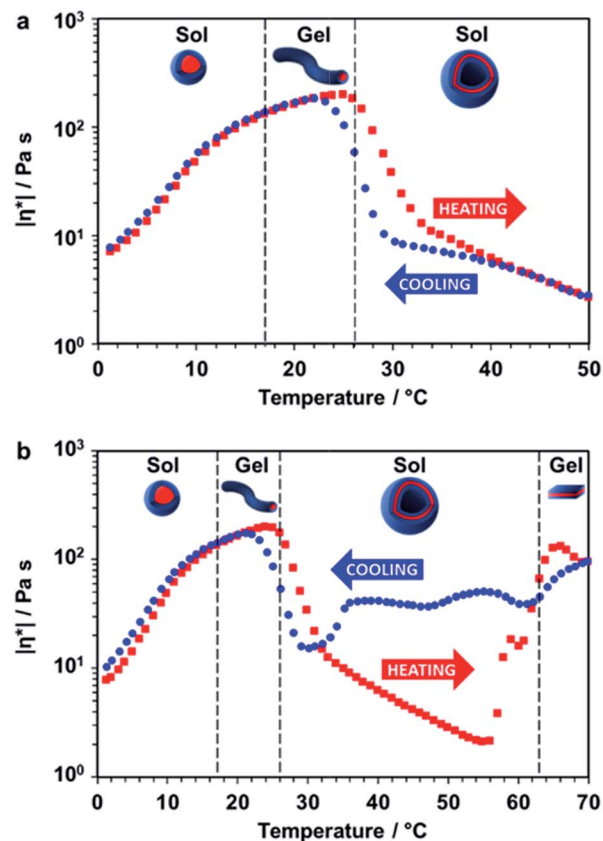 a
Sol Gel Sol
10³
10²
10¹
10⁰
|η*| / Pa s
HEATING
COOLING
0 10 20 30 40 50
Temperature / °C
b
Sol Gel Sol Gel
10³
10²
10¹
10⁰
|η*| / Pa s
COOLING
HEATING
0 10 20 30 40 50 60 70
Temperature / °C